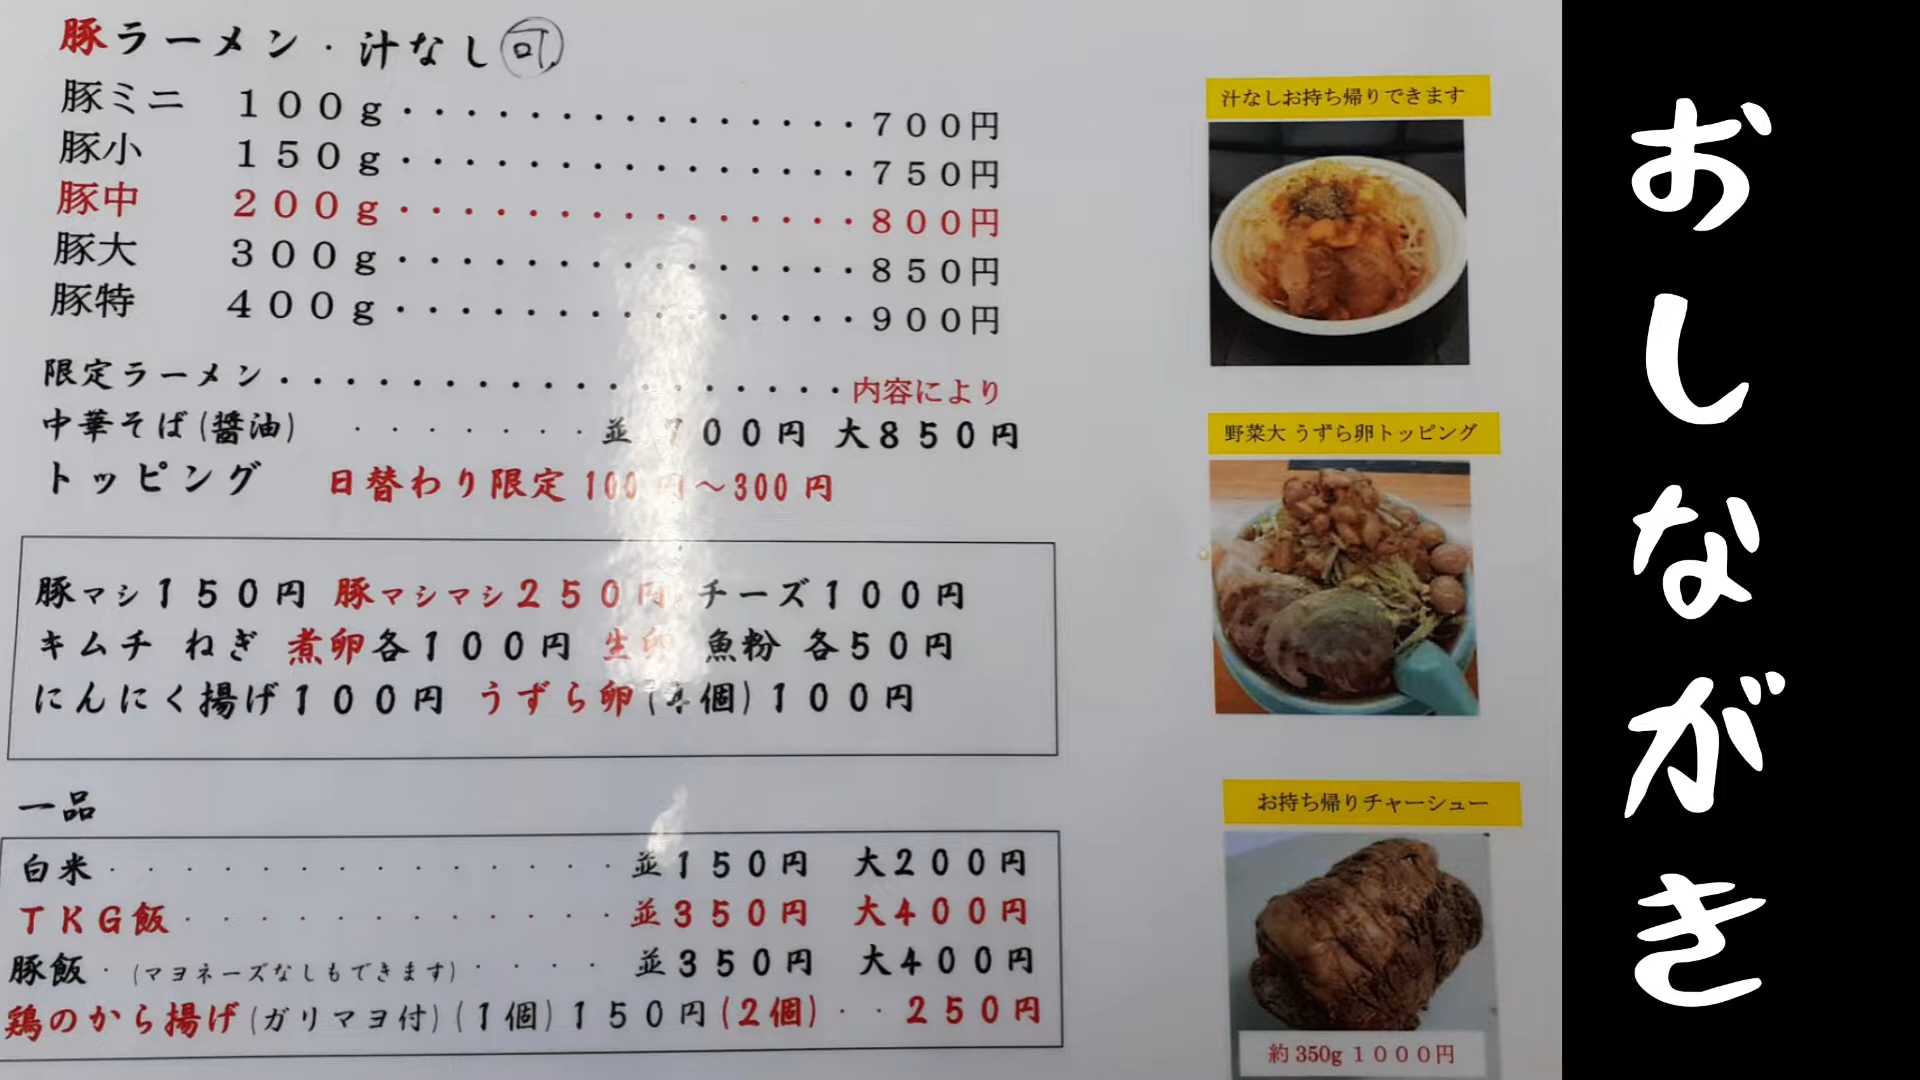 豚ラーメン・汁なし可
豚ミニ 100g・・・・・・・・・・・・・・・・・・700円
豚小 150g・・・・・・・・・・・・・・・・・・750円
豚中 200g・・・・・・・・・・・・・・・・・・800円
豚大 300g・・・・・・・・・・・・・・・・・・850円
豚特 400g・・・・・・・・・・・・・・・・・・900円
限定ラーメン・・・・・・・・・・・・・・・・・・・・・・内容により
中華そば(醤油) ・・・・・・・並 700円 大850円
トッピング 日替わり限定100円～300円
豚マシ150円 豚マシマシ250円 チーズ100円
キムチ ねぎ 煮卵各100円 生卵 魚粉 各50円
にんにく揚げ100円 うずら卵(個)100円
一品
白米・・・・・・・・・・・・・・並150円 大200円
TKG飯・・・・・・・・・・・・並350円 大400円
豚飯・(マヨネーズなしもできます)・・・・並350円 大400円
鶏のから揚げ(ガリマヨ付)(1個)150円(2個)・・250円
汁なしお持ち帰りできます
野菜大 うずら卵トッピング
お持ち帰りチャーシュー
約350g 1000円
おしながき